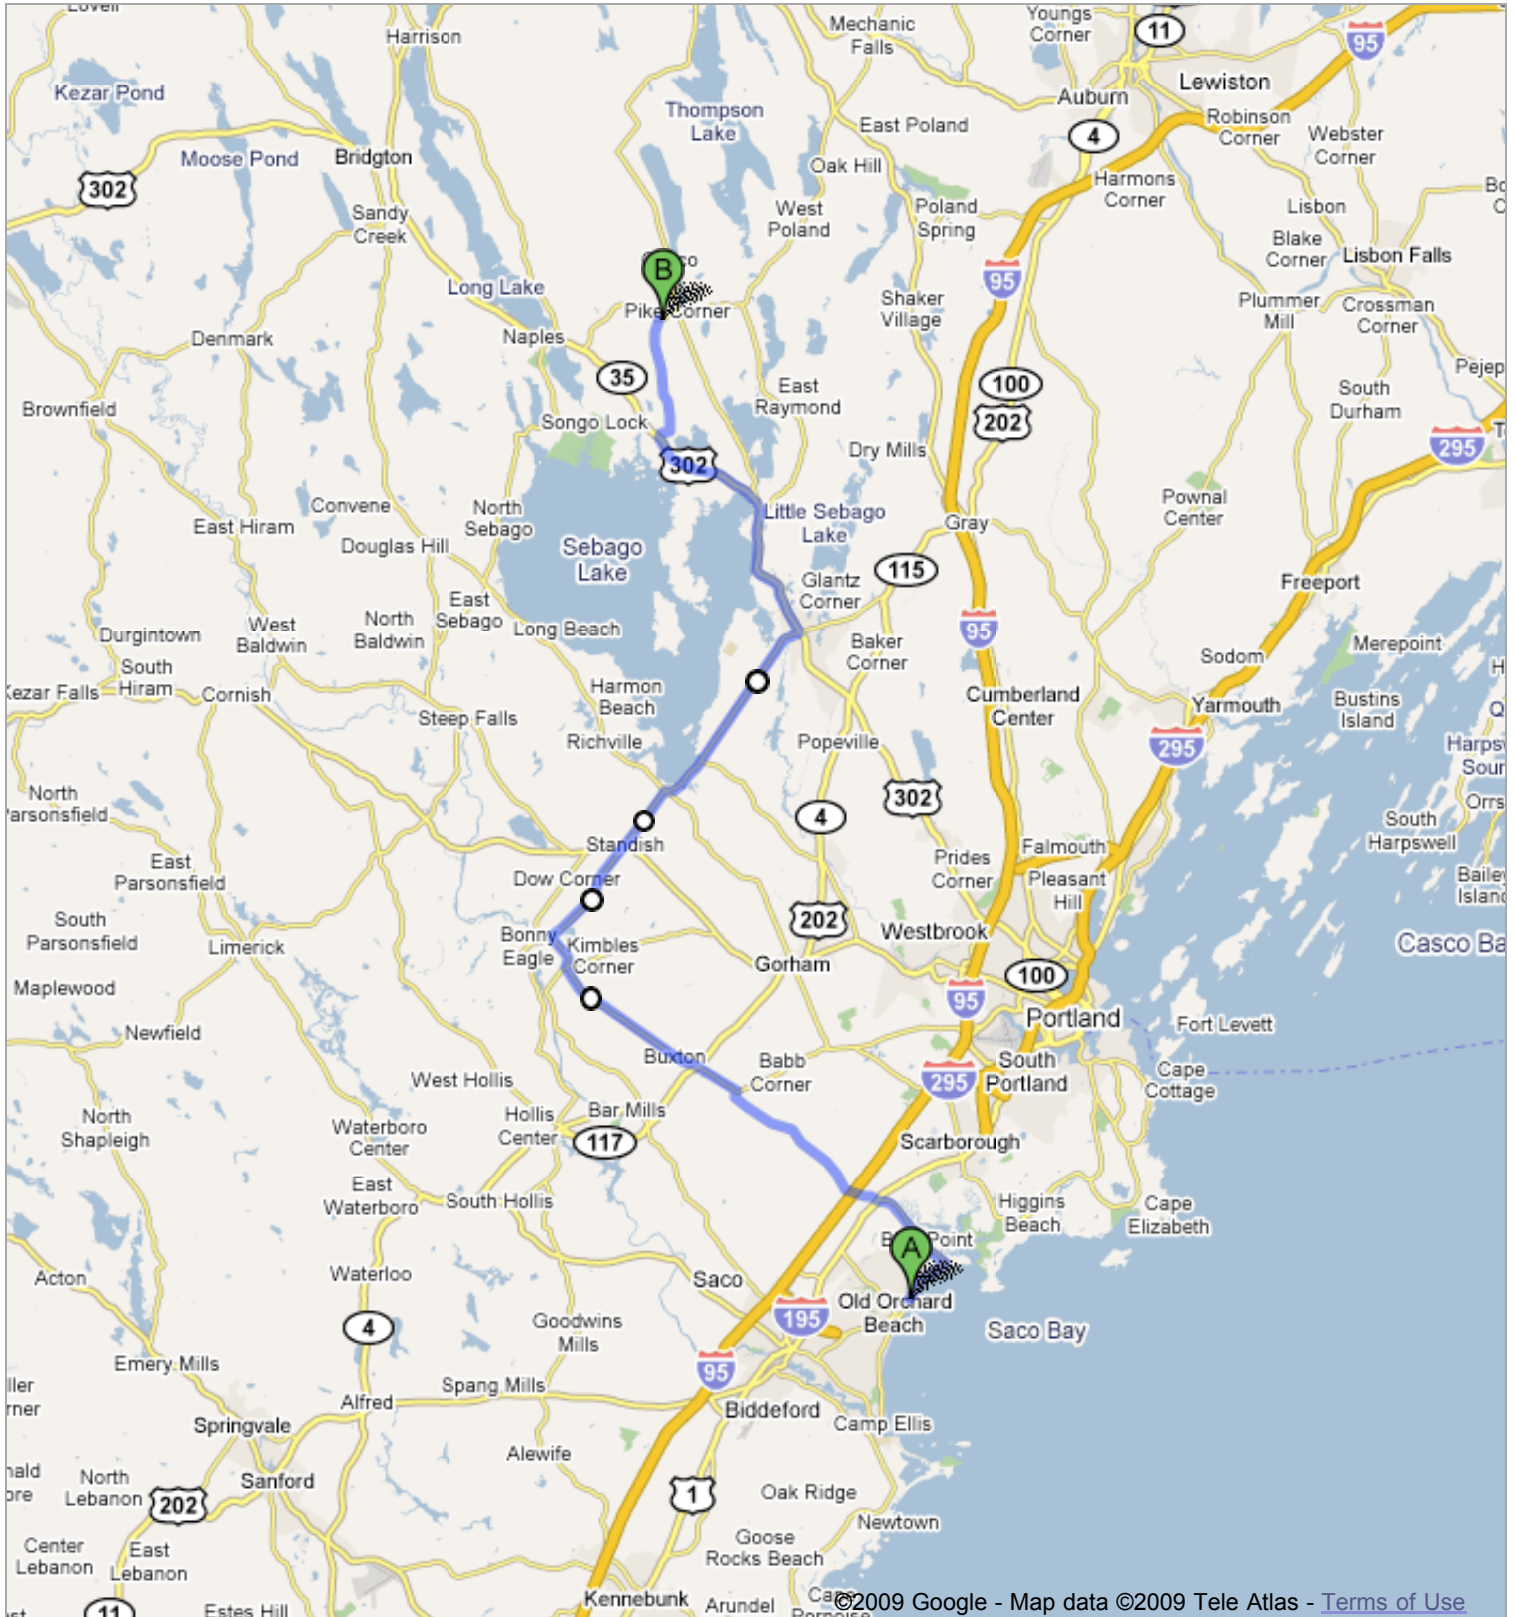 Lovell
Harrison
Mechanic
Falls
Youngs
Corner
11
95
Kezar Pond
Thompson
Lake
Auburn
Lewiston
Robinson
Corner
Webster
Corner
East Poland
4
Moose Pond
Bridgton
Oak Hill
302
Harmons
Corner
Sandy
Creek
West
Poland
Poland
Spring
Lisbon
Blake
Corner
Lisbon Falls
B
95
Long Lake
Pike Corner
Shaker
Village
Plummer
Mill
Crossman
Corner
Denmark
Naples
35
100
East
Raymond
South
Durham
Pejep
Brownfield
Songo Lock
202
Dry Mills
295
302
Convene
North
Sebago
Pownal
Center
East Hiram
Little Sebago
Lake
Gray
Douglas Hill
Sebago
Lake
115
Glantz
Corner
Freeport
East
Sebago
Long Beach
North
Baldwin
West
Baldwin
Durgintown
95
Baker
Corner
Merepoint
Sodom
South
Hiram
Kezar Falls
Cornish
Harmon
Beach
Cumberland
Center
Yarmouth
Bustins
Island
Steep Falls
Richville
Popeville
295
Harps
Sour
North
Parsonsfield
302
4
Orrs
South
Harpswell
Standish
Prides
Corner
Falmouth
Pleasant
Hill
East
Parsonsfield
Dow Corner
Bailey
Island
South
Parsonsfield
202
Westbrook
Limerick
Bonny
Eagle
Kimbles
Corner
Gorham
Casco Ba
100
Maplewood
95
Portland
Fort Levett
Newfield
Buxton
Babb
Corner
South
Portland
295
Cape
Cottage
West Hollis
North
Shapleigh
Waterboro
Center
Hollis
Center
Bar Mills
117
Scarborough
East
Waterboro
South Hollis
Higgins
Beach
Cape
Elizabeth
Point
A
Acton
Waterloo
Saco
Old Orchard
Beach
195
4
Goodwins
Mills
Saco Bay
Emery Mills
95
Spang Mills
Alfred
Biddeford
Springvale
Camp Ellis
Alewife
North
Lebanon
Sanford
202
1
Oak Ridge
Newtown
Center
Lebanon
East
Lebanon
Goose
Rocks Beach
Kennebunk
Arundel
11
Estes Hill
©2009 Google - Map data ©2009 Tele Atlas - Terms of Use